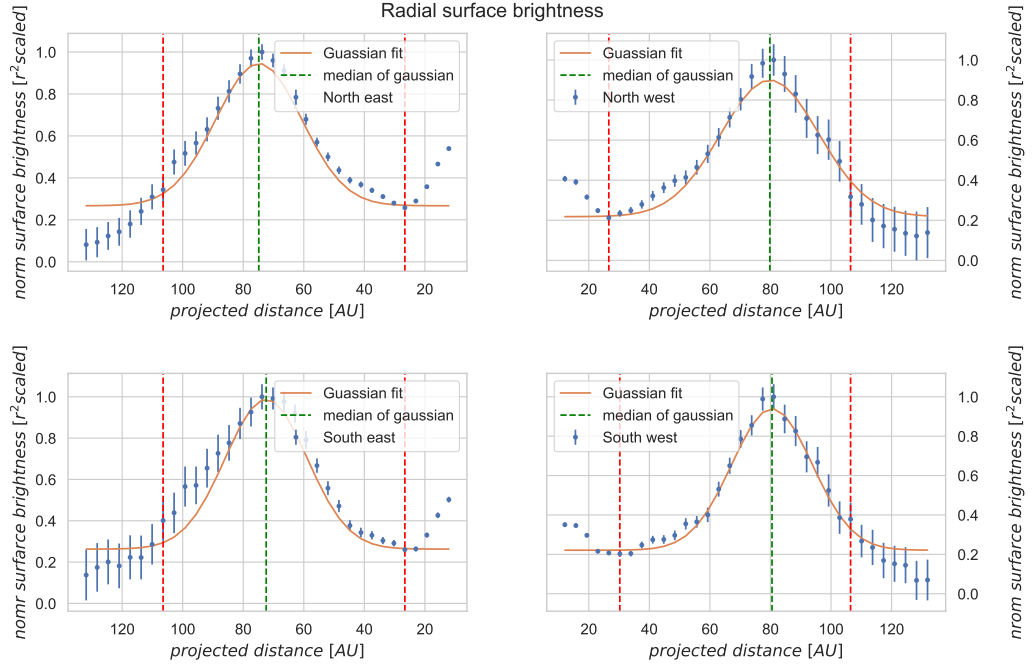 Radial surface brightness
norm surfarce brightness [r²scaled]
1.0
0.8
0.6
0.4
0.2
0.0
Guassian fit
median of gaussian
North east
120 100 80 60 40 20
projected distance [AU]
Guassian fit
median of gaussian
North west
1.0
0.8
0.6
0.4
0.2
0.0
norm surfarce brightness [r²scaled]
20 40 60 80 100 120
projected distance [AU]
nomr surfarce brightness [r²scaled]
1.0
0.8
0.6
0.4
0.2
0.0
Guassian fit
median of gaussian
South east
120 100 80 60 40 20
projected distance [AU]
Guassian fit
median of gaussian
South west
1.0
0.8
0.6
0.4
0.2
0.0
nrom surfarce brightness [r²scaled]
20 40 60 80 100 120
projected distance [AU]